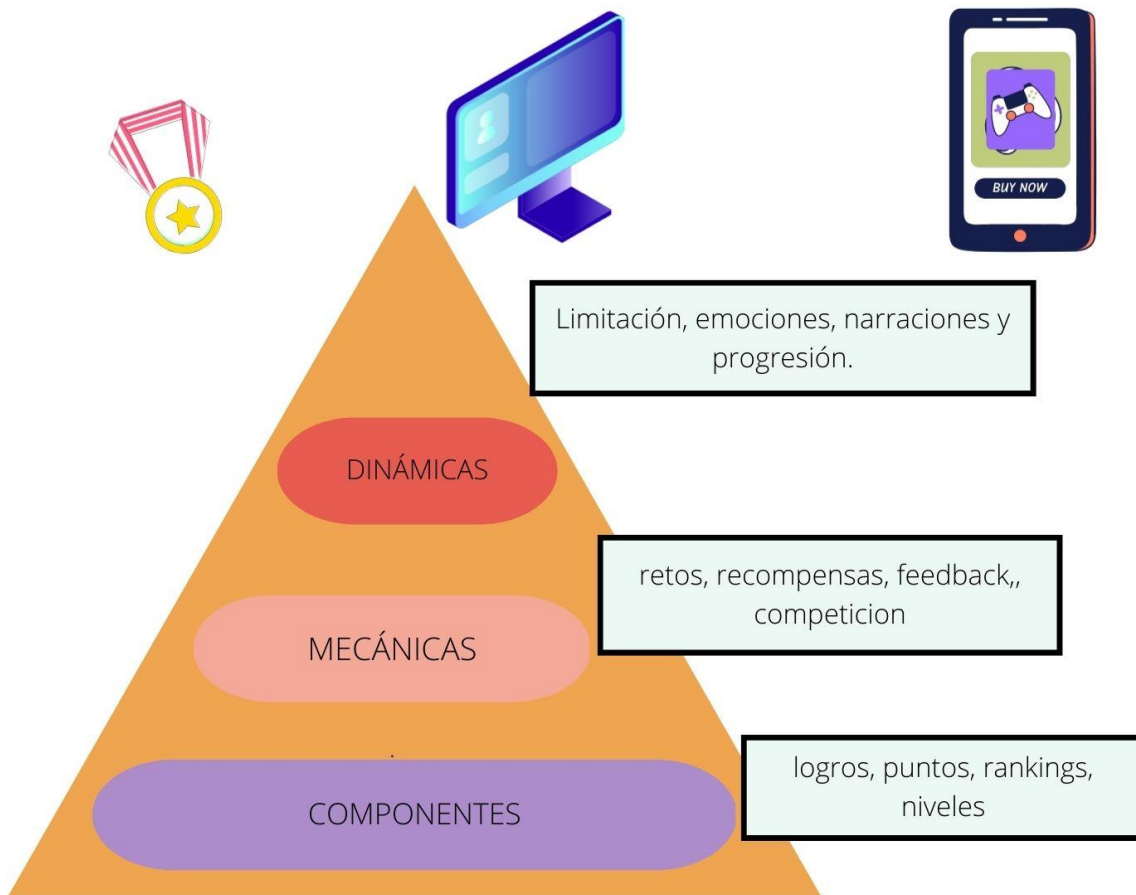 BUY NOW
Limitación, emociones, narraciones y
progresión.
DINÁMICAS
retos, recompensas, feedback,,
competicion
MECÁNICAS
.
logros, puntos, rankings,
niveles
COMPONENTES